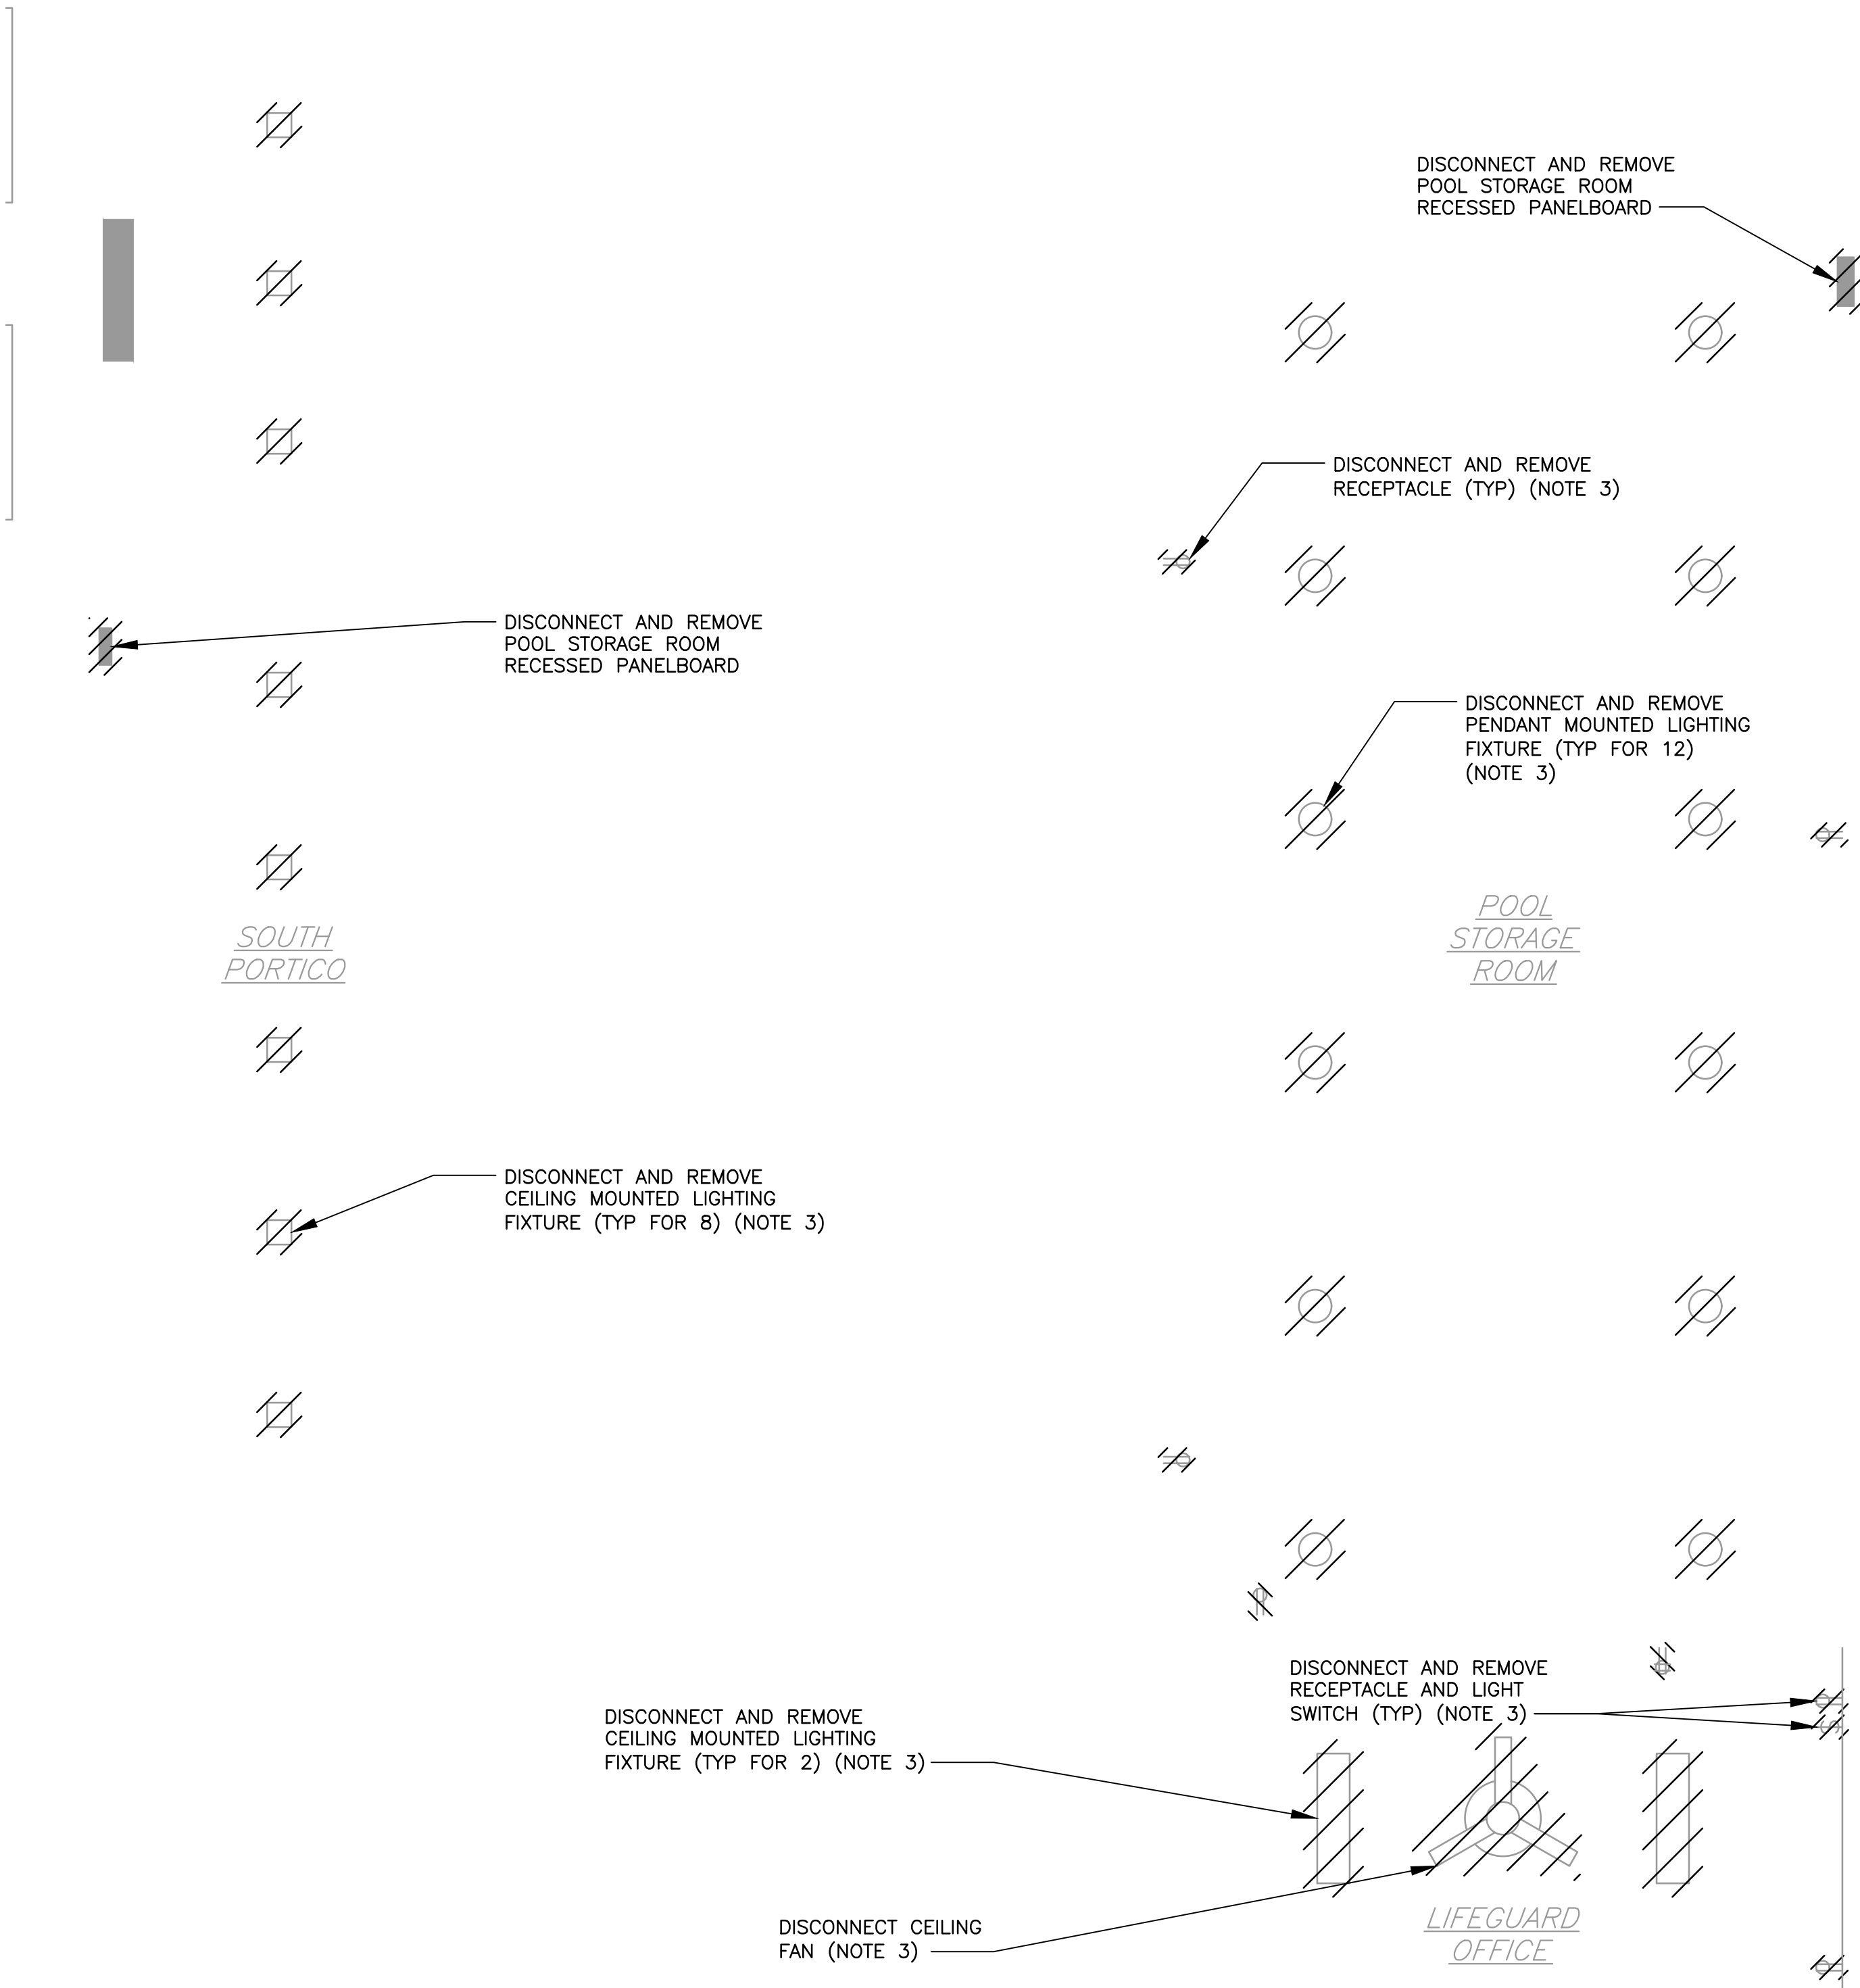 DISCONNECT AND REMOVE
POOL STORAGE ROOM
RECESSED PANELBOARD
DISCONNECT AND REMOVE
RECEPTACLE (TYP) (NOTE 3)
DISCONNECT AND REMOVE
POOL STORAGE ROOM
RECESSED PANELBOARD
DISCONNECT AND REMOVE
PENDANT MOUNTED LIGHTING
FIXTURE (TYP FOR 12)
(NOTE 3)
SOUTH
PORTICO
POOL
STORAGE
ROOM
DISCONNECT AND REMOVE
CEILING MOUNTED LIGHTING
FIXTURE (TYP FOR 8) (NOTE 3)
DISCONNECT AND REMOVE
RECEPTACLE AND LIGHT
SWITCH (TYP) (NOTE 3)
S
DISCONNECT AND REMOVE
CEILING MOUNTED LIGHTING
FIXTURE (TYP FOR 2) (NOTE 3)
DISCONNECT CEILING
FAN (NOTE 3)
LIFEGUARD
OFFICE